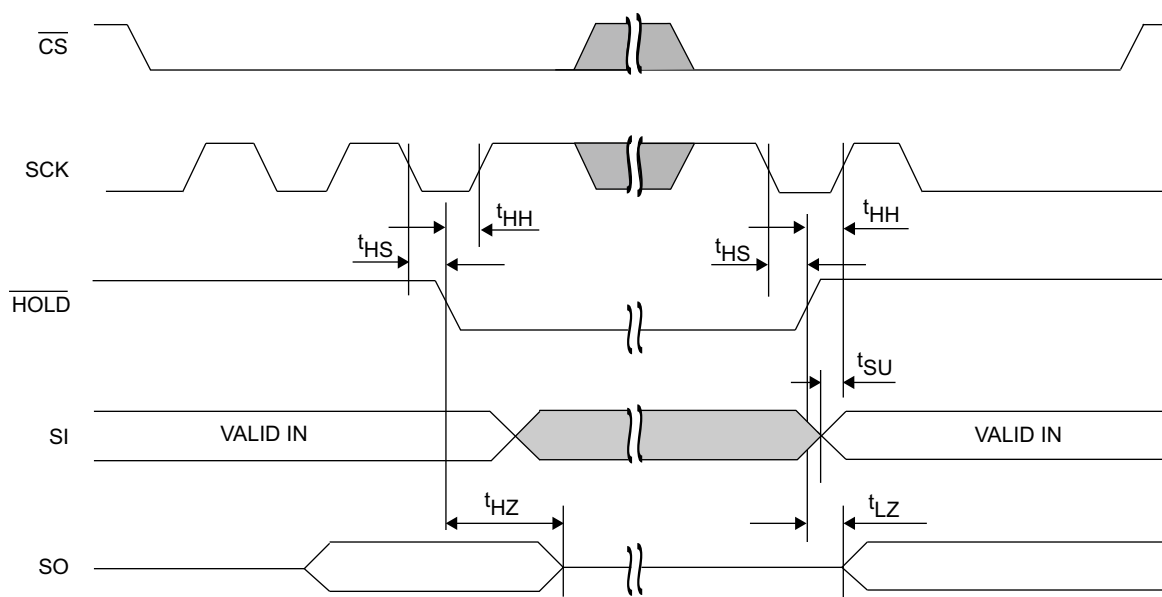 CS
SCK
tHH
tHH
tHS
tHS
HOLD
tSU
SI
VALID IN
VALID IN
tHZ
tLZ
SO